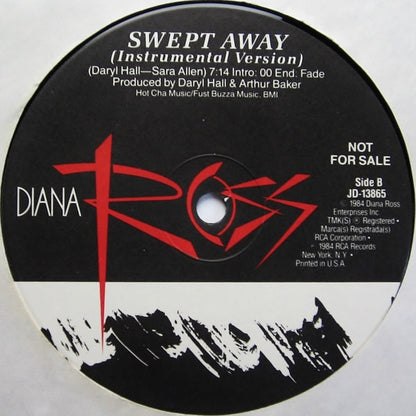 SWEPT AWAY
(Instrumental Version)
(Daryl Hall—Sara Allen) 7:14 Intro: 00 End. Fade
Produced by Daryl Hall & Arthur Baker
Hot Cha Music/Fust Buzza Music, BMI
NOT
FOR SALE
Side B
JD-13865
℗ 1984 Diana Ross
Enterprises Inc.
TMK(S) ® Registered •
Marca(s) Registrada(s)
RCA Corporation •
© 1984 RCA Records
New York, N.Y. •
Printed in U.S.A.
DIANA ROSS